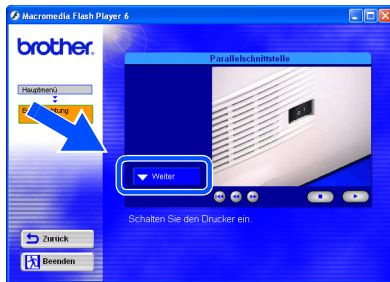 Macromedia Flash Player 6
brother.
Parallelschnittstelle
Hauptmenü
Weiter
Schalten Sie den Drucker ein.
Zurück
Beenden